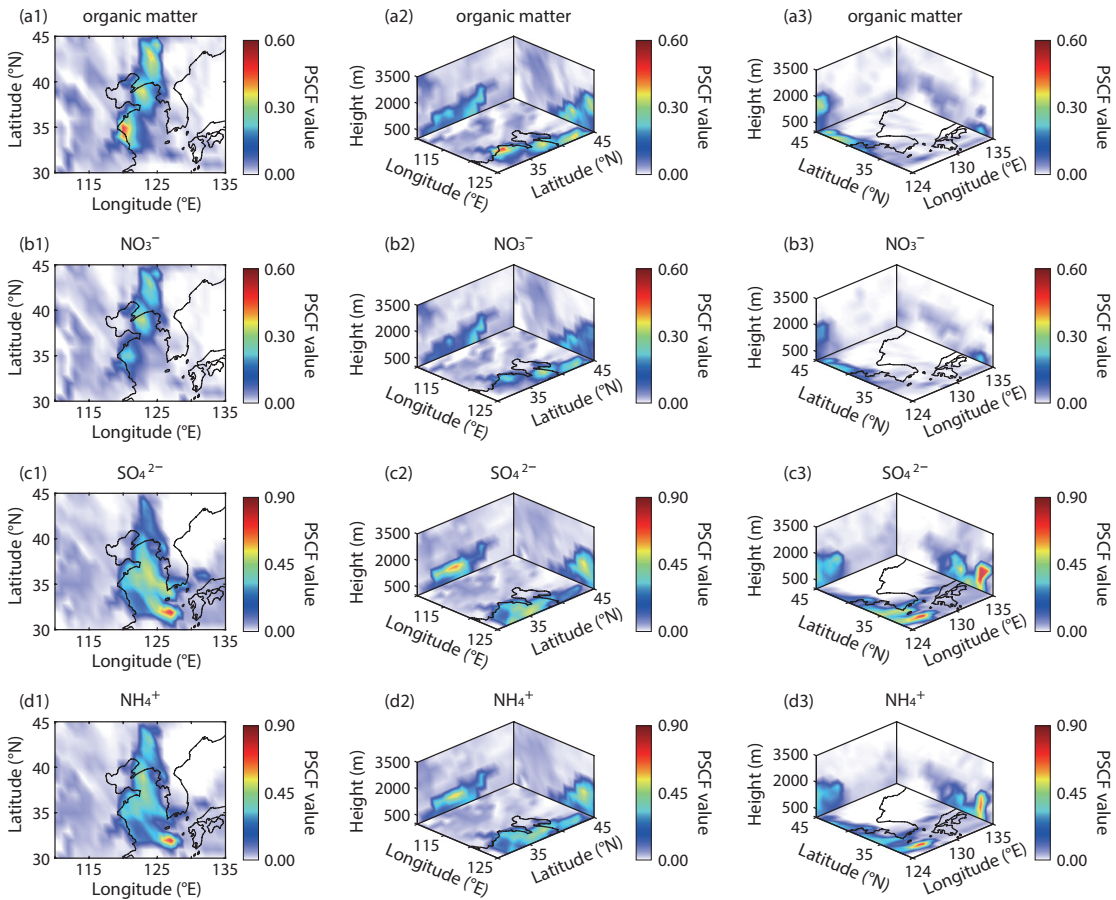 (a1) organic matter
45
40
35
30
115 125 135
Latitude (°N)
Longitude (°E)
0.60
0.30
0.00
PSCF value
(a2) organic matter
3500
2000
500
Height (m)
115
125
Longitude (°E)
35
45
Latitude (°N)
0.60
0.30
0.00
PSCF value
(a3) organic matter
3500
2000
500
Height (m)
45
35
Latitude (°N)
124
130
135
Longitude (°E)
0.60
0.30
0.00
PSCF value
(b1) NO₃⁻
45
40
35
30
115 125 135
Latitude (°N)
Longitude (°E)
0.60
0.30
0.00
PSCF value
(b2) NO₃⁻
3500
2000
500
Height (m)
115
125
Longitude (°E)
35
45
Latitude (°N)
0.60
0.30
0.00
PSCF value
(b3) NO₃⁻
3500
2000
500
Height (m)
45
35
Latitude (°N)
124
130
135
Longitude (°E)
0.60
0.30
0.00
PSCF value
(c1) SO₄²⁻
45
40
35
30
115 125 135
Latitude (°N)
Longitude (°E)
0.90
0.45
0.00
PSCF value
(c2) SO₄²⁻
3500
2000
500
Height (m)
115
125
Longitude (°E)
35
45
Latitude (°N)
0.90
0.45
0.00
PSCF value
(c3) SO₄²⁻
3500
2000
500
Height (m)
45
35
Latitude (°N)
124
130
135
Longitude (°E)
0.90
0.45
0.00
PSCF value
(d1) NH₄⁺
45
40
35
30
115 125 135
Latitude (°N)
Longitude (°E)
0.90
0.45
0.00
PSCF value
(d2) NH₄⁺
3500
2000
500
Height (m)
115
125
Longitude (°E)
35
45
Latitude (°N)
0.90
0.45
0.00
PSCF value
(d3) NH₄⁺
3500
2000
500
Height (m)
45
35
Latitude (°N)
124
130
135
Longitude (°E)
0.90
0.45
0.00
PSCF value